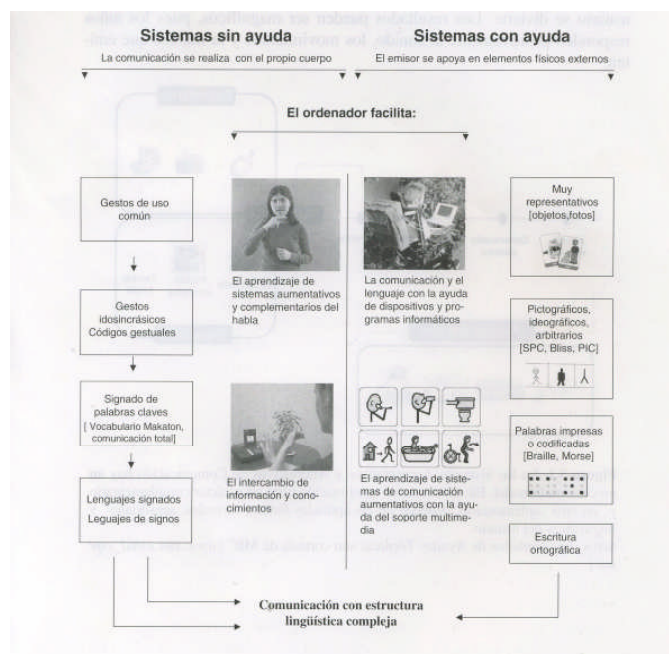 Sistemas sin ayuda
La comunicación se realiza con el propio cuerpo
Sistemas con ayuda
El emisor se apoya en elementos físicos externos
El ordenador facilita:
Gestos de uso
común
Gestos
idosincrásicos
Códigos gestuales
Signado de
palabras claves
[ Vocabulario Makaton,
comunicación total]
Lenguajes signados
Leguajes de signos
El aprendizaje de
sistemas aumentativos
y complementarios del
habla
El intercambio de
información y cono-
cimientos
La comunicación y el
lenguaje con la ayuda
de dispositivos y pro-
gramas informáticos
El aprendizaje de siste-
mas de comunicación
aumentativos con la ayu-
da del soporte multime-
dia
Muy
representativos
[objetos,fotos]
Pictográficos,
ideográficos,
arbitrarios
[SPC, Bliss, PIC]
Palabras impresas
o codificadas
[Braille, Morse]
Escritura
ortográfica
Comunicación con estructura
lingüística compleja